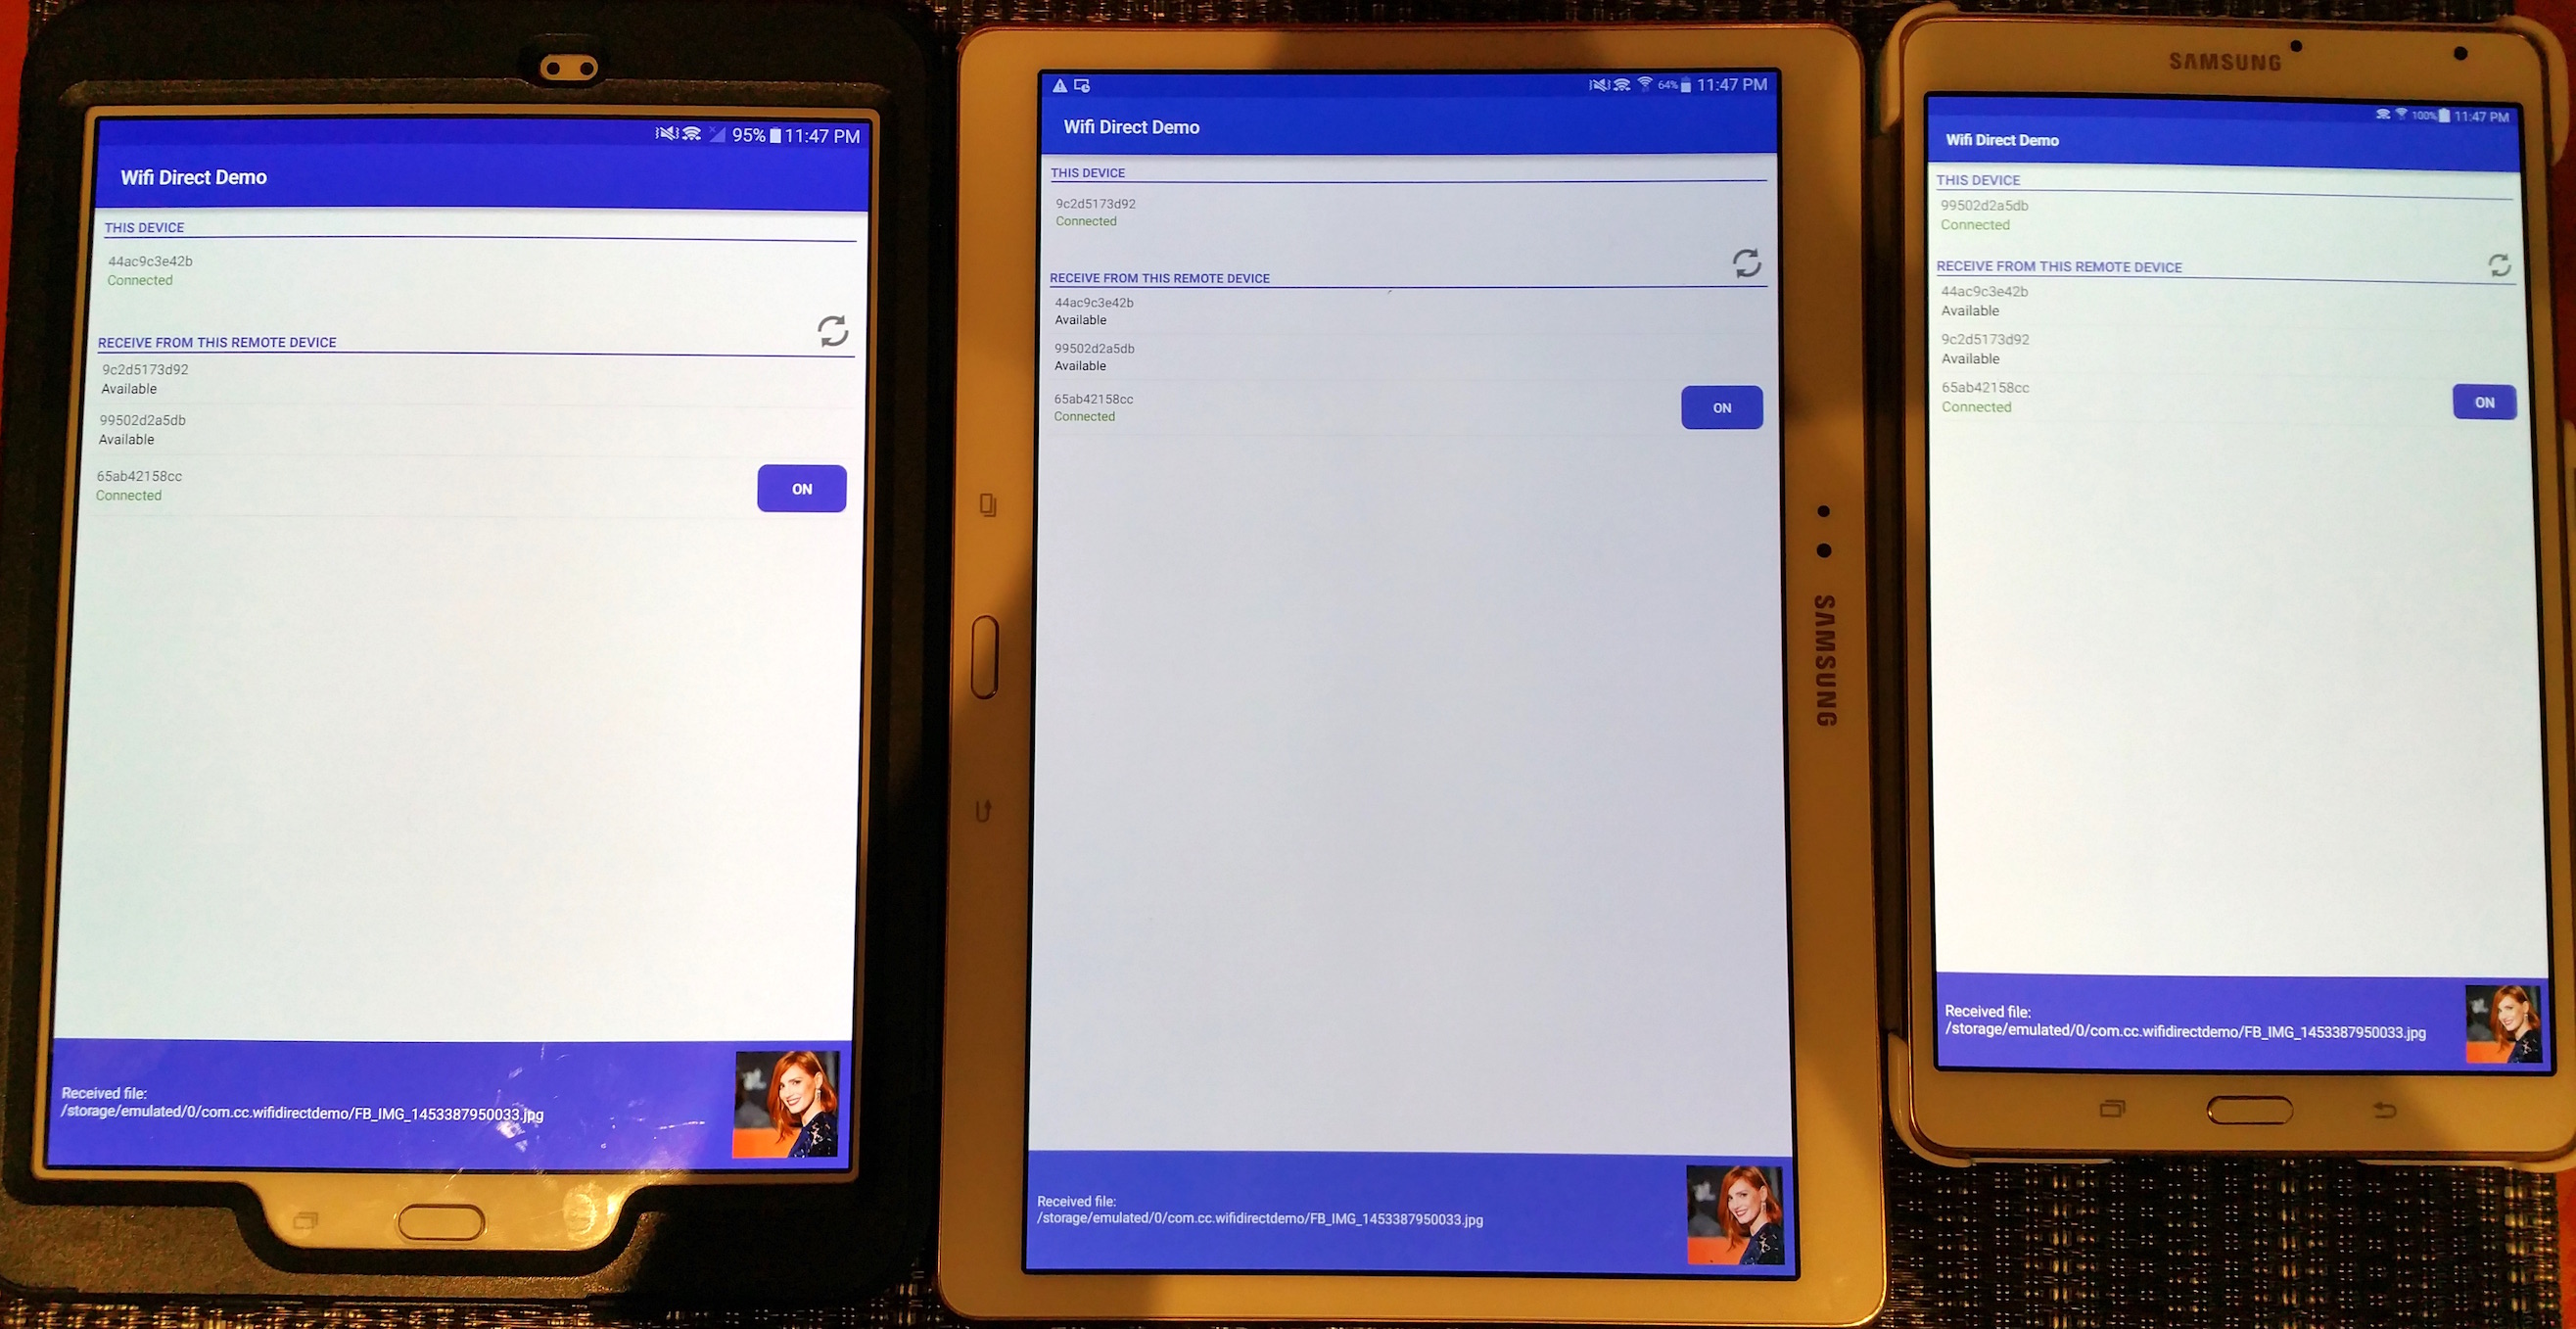 95% 11:47 PM
Wifi Direct Demo
THIS DEVICE
44ac9c3e42b
Connected
RECEIVE FROM THIS REMOTE DEVICE
9c2d5173d92
Available
99502d2a5db
Available
65ab42158cc
Connected
ON
Received file:
/storage/emulated/0/com.cc.wifidirectdemo/FB_IMG_1453387950033.jpg
64% 11:47 PM
Wifi Direct Demo
THIS DEVICE
9c2d5173d92
Connected
RECEIVE FROM THIS REMOTE DEVICE
44ac9c3e42b
Available
99502d2a5db
Available
65ab42158cc
Connected
ON
Received file:
/storage/emulated/0/com.cc.wifidirectdemo/FB_IMG_1453387950033.jpg
SAMSUNG
SAMSUNG
100% 11:47 PM
Wifi Direct Demo
THIS DEVICE
99502d2a5db
Connected
RECEIVE FROM THIS REMOTE DEVICE
44ac9c3e42b
Available
9c2d5173d92
Available
65ab42158cc
Connected
ON
Received file:
/storage/emulated/0/com.cc.wifidirectdemo/FB_IMG_1453387950033.jpg